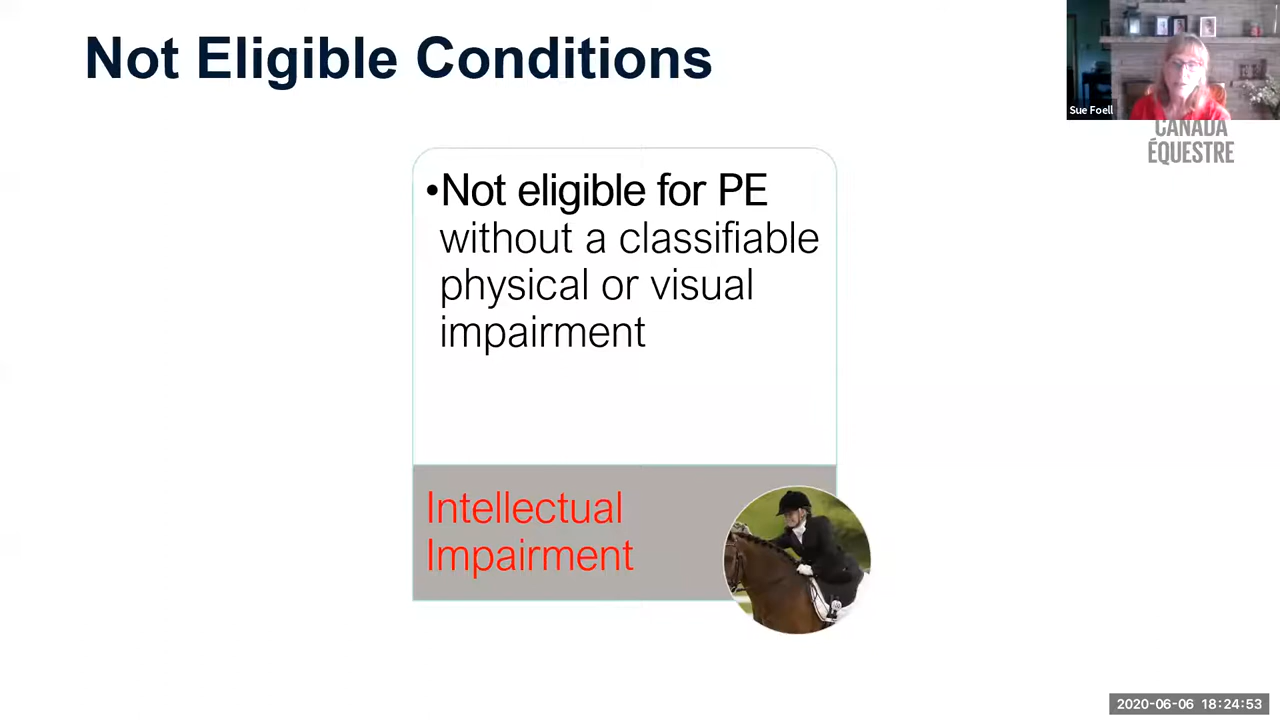 Not Eligible Conditions
Sue Foell
CANADA
ÉQUESTRE
•Not eligible for PE
without a classifiable
physical or visual
impairment
Intellectual
Impairment
2020-06-06 18:24:53